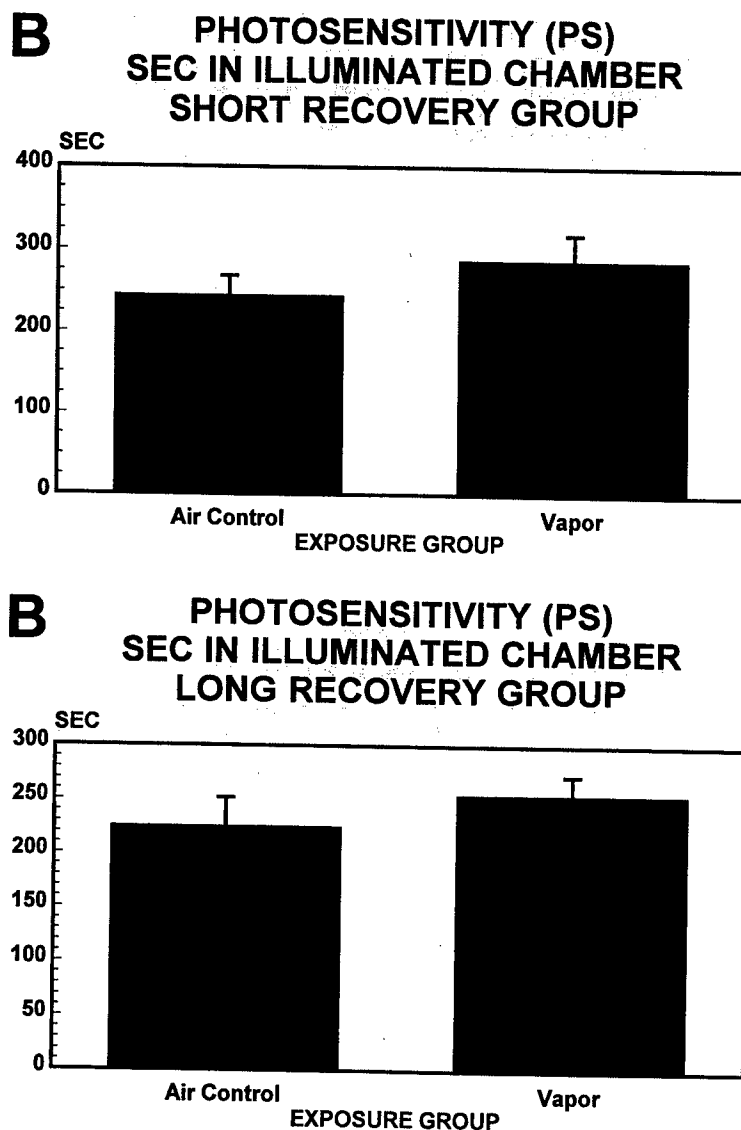 B
PHOTOSENSITIVITY (PS)
SEC IN ILLUMINATED CHAMBER
SHORT RECOVERY GROUP
SEC
400
300
200
100
0
Air Control Vapor
EXPOSURE GROUP
B
PHOTOSENSITIVITY (PS)
SEC IN ILLUMINATED CHAMBER
LONG RECOVERY GROUP
SEC
300
250
200
150
100
50
0
Air Control Vapor
EXPOSURE GROUP